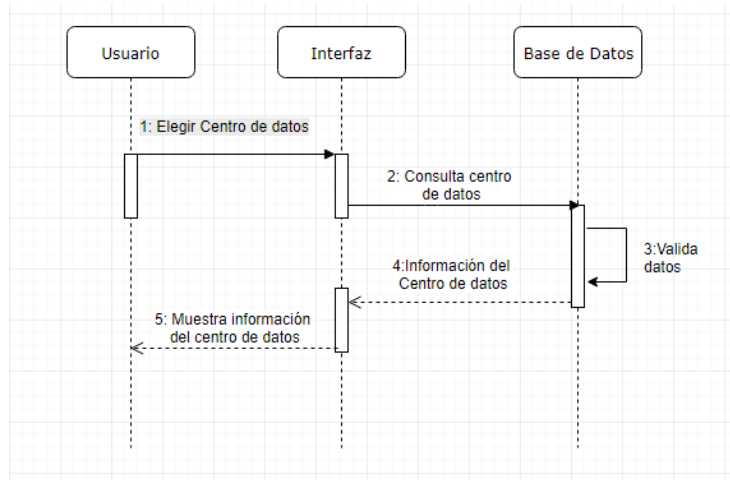 Usuario
Interfaz
Base de Datos
1: Elegir Centro de datos
2: Consulta centro
de datos
3:Valida
datos
4:Información del
Centro de datos
5: Muestra información
del centro de datos